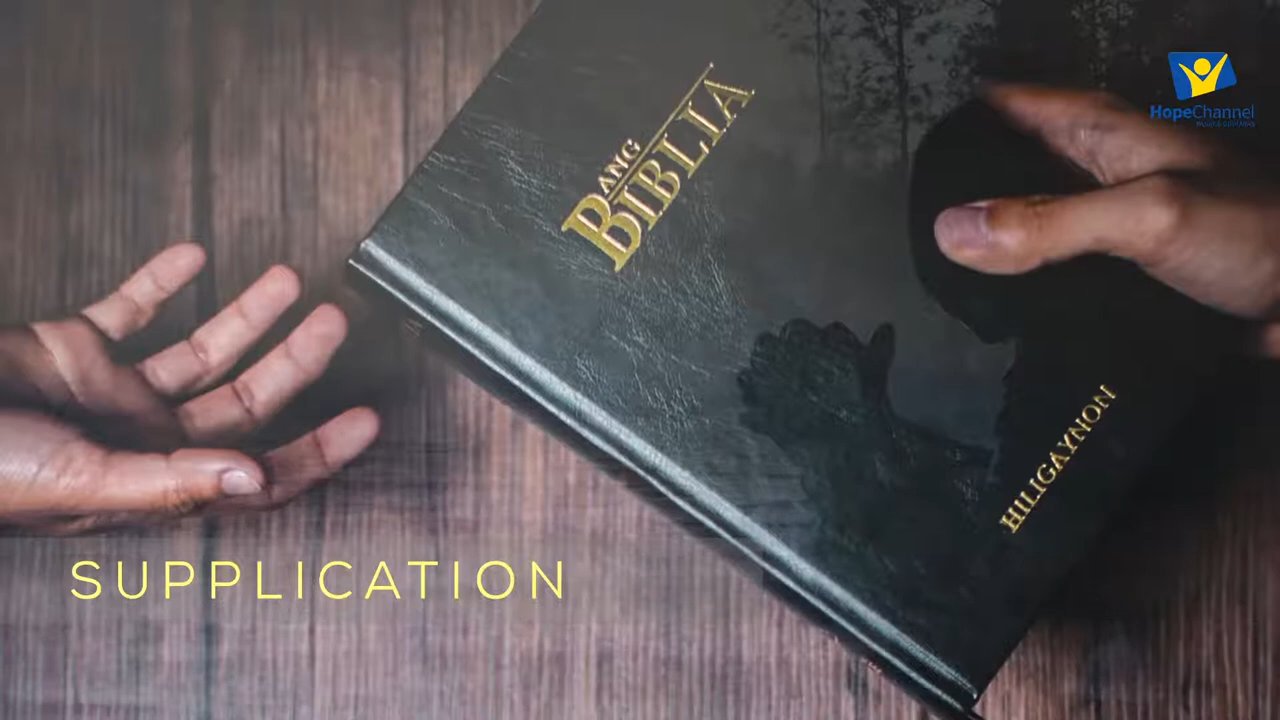 ANG
BIBLIA
HopeChannel
HILIGAYNON
SUPPLICATION